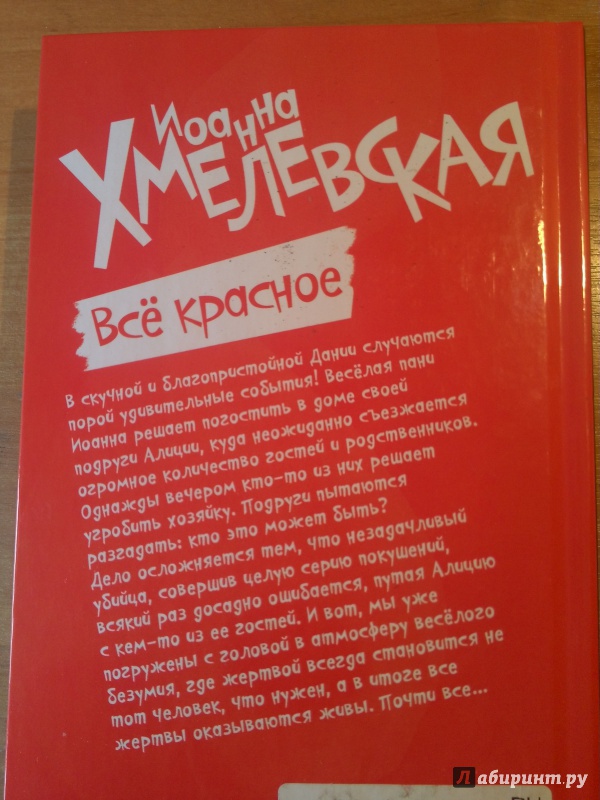 Иоанна
ХМЕЛЕВСКАЯ
Всё красное
В скучной и благопристойной Дании случаются
порой удивительные события! Весёлая пани
Иоанна решает погостить в доме своей
подруги Алиции, куда неожиданно съезжается
огромное количество гостей и родственников.
Однажды вечером кто-то из них решает
угробить хозяйку. Подруги пытаются
разгадать: кто это может быть?
Дело осложняется тем, что незадачливый
убийца, совершив целую серию покушений,
всякий раз досадно ошибается, путая Алицию
с кем-то из ее гостей. И вот, мы уже
погружены с головой в атмосферу весёлого
безумия, где жертвой всегда становится не
тот человек, что нужен, а в итоге все
жертвы оказываются живы. Почти все...
Лабиринт.ру